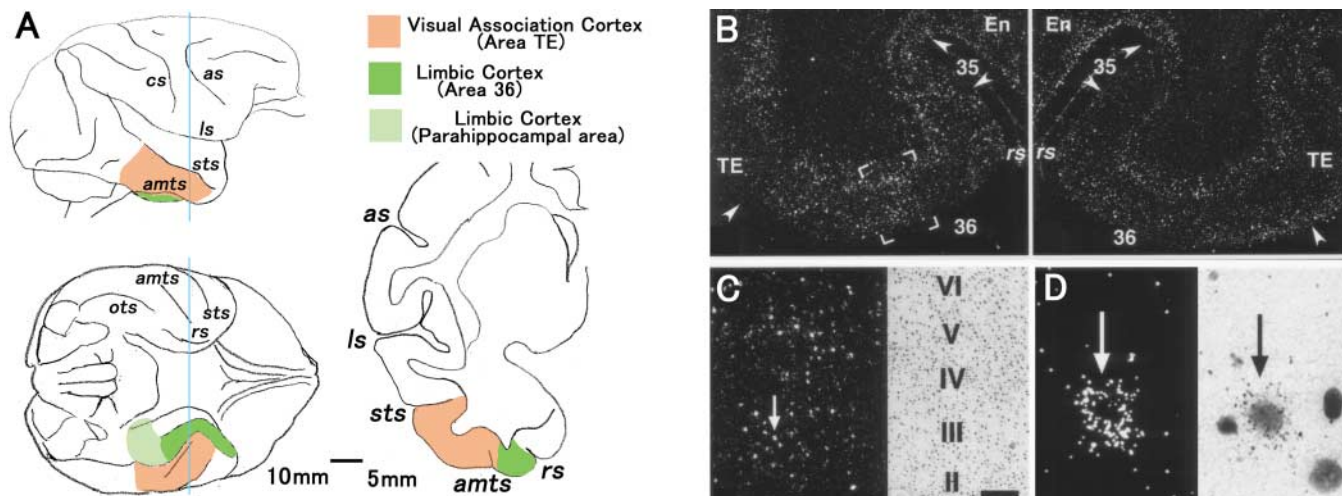 A
Visual Association Cortex
(Area TE)
Limbic Cortex
(Area 36)
Limbic Cortex
(Parahippocampal area)
cs
as
ls
sts
amts
as
ls
sts
amts
rs
amts
ots
sts
rs
10mm
5mm
B
En
35
rs
TE
36
En
35
rs
TE
36
C
VI
V
IV
III
II
D